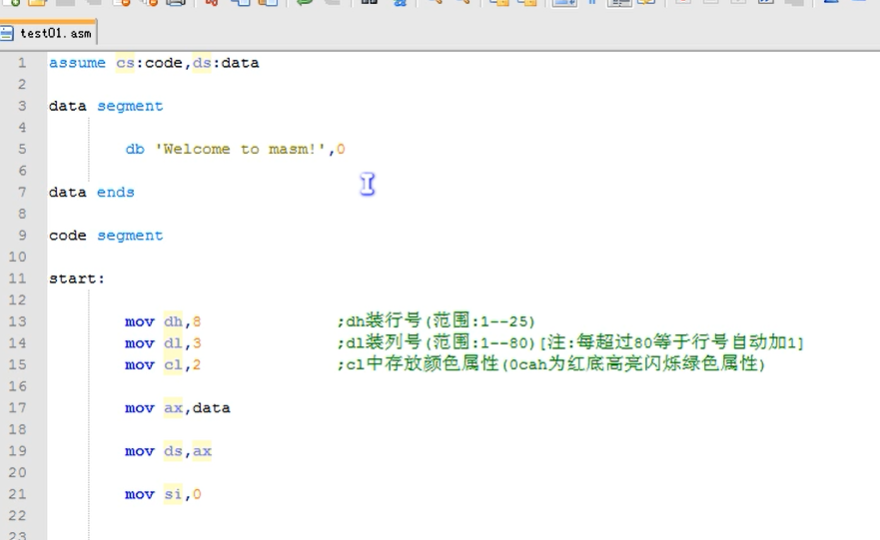 test01.asm
1 assume cs:code,ds:data
2
3 data segment
4
5 db 'Welcome to masm!',0
6
7 data ends
8
9 code segment
10
11 start:
12
13 mov dh,8 ;dh装行号(范围:1--25)
14 mov dl,3 ;dl装列号(范围:1--80)[注:每超过80等于行号自动加1]
15 mov cl,2 ;cl中存放颜色属性(0cah为红底高亮闪烁绿色属性)
16
17 mov ax,data
18
19 mov ds,ax
20
21 mov si,0
22
23